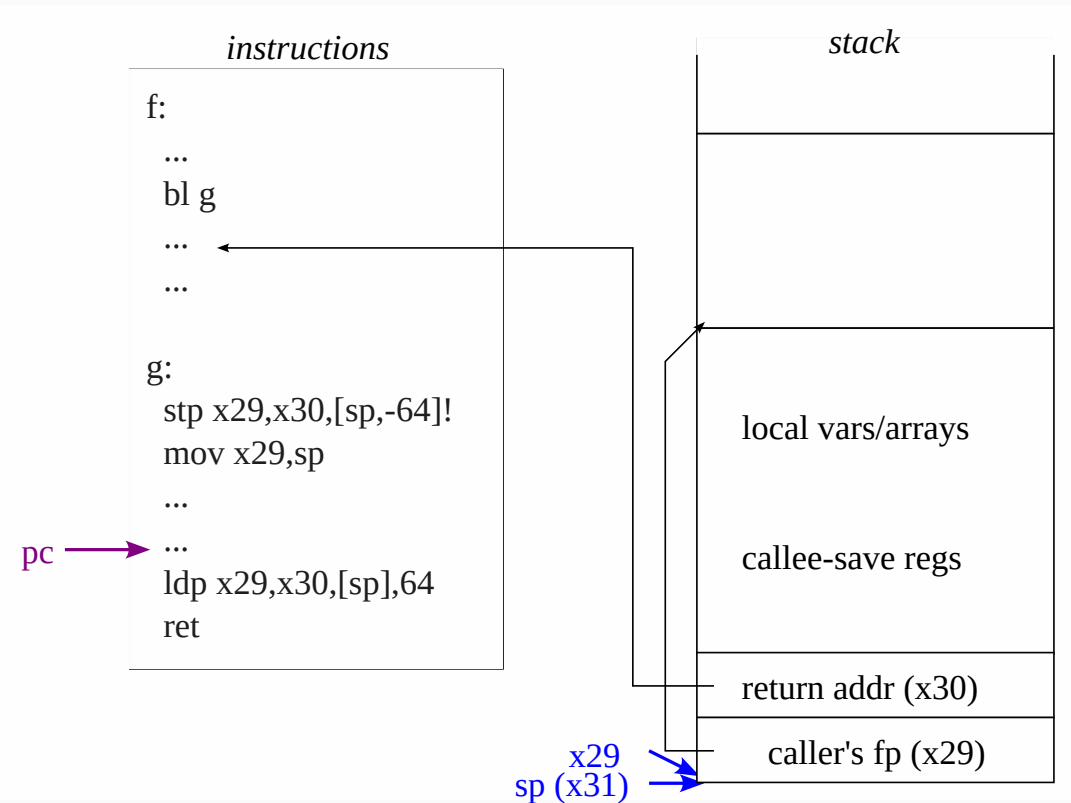 instructions
f:
...
bl g
...
...
g:
stp x29,x30,[sp,-64]!
mov x29,sp
...
...
ldp x29,x30,[sp],64
ret
pc
stack
local vars/arrays
callee-save regs
return addr (x30)
caller's fp (x29)
x29
sp (x31)